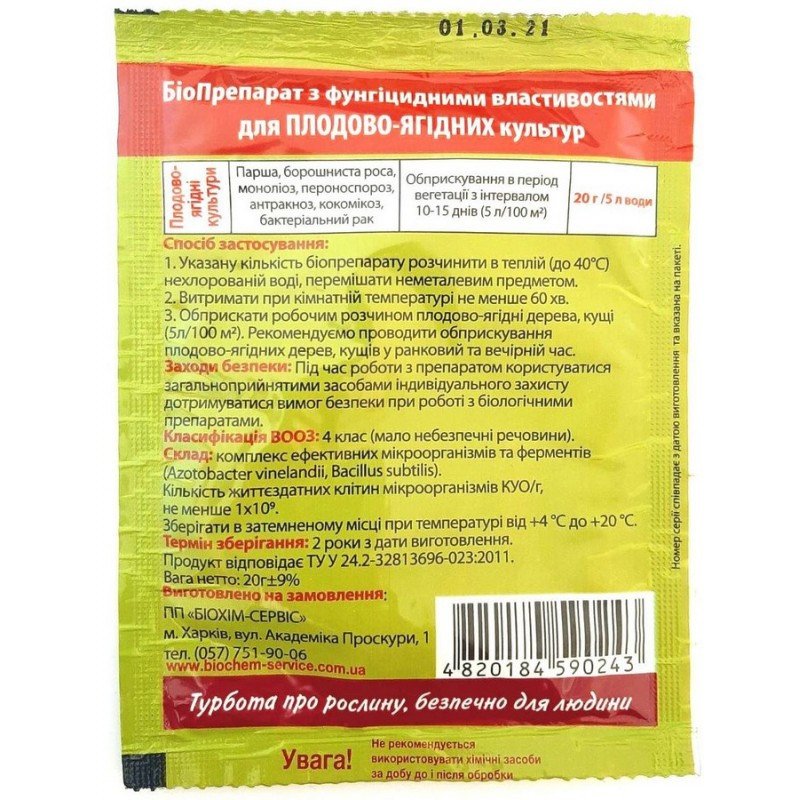 01.03.21
БіоПрепарат з фунгіцидними властивостями
для ПЛОДОВО-ЯГІДНИХ культур
Плодово-
ягідні
культури
Парша, борошниста роса,
моноліоз, пероноспороз,
антракноз, кокомікоз,
бактеріальний рак
Обприскування в період
вегетації з інтервалом
10-15 днів (5 л/100 м²)
20 г /5 л води
Спосіб застосування:
1. Указану кількість біопрепарату розчинити в теплій (до 40°С)
нехлорованій воді, перемішати неметалевим предметом.
2. Витримати при кімнатній температурі не менше 60 хв.
3. Обприскати робочим розчином плодово-ягідні дерева, кущі
(5л/100 м²). Рекомендуємо проводити обприскування
плодово-ягідних дерев, кущів у ранковий та вечірній час.
Заходи безпеки: Під час роботи з препаратом користуватися
загальноприйнятими засобами індивідуального захисту
дотримуватися вимог безпеки при роботі з біологічними
препаратами.
Класифікація ВООЗ: 4 клас (мало небезпечні речовини).
Склад: комплекс ефективних мікроорганізмів та ферментів
(Azotobacter vinelandii, Bacillus subtilis).
Кількість життєздатних клітин мікроорганізмів КУО/г,
не менше 1х10⁹.
Зберігати в затемненому місці при температурі від +4 °С до +20 °С.
Термін зберігання: 2 роки з дати виготовлення.
Продукт відповідає ТУ У 24.2-32813696-023:2011.
Вага нетто: 20г±9%
Виготовлено на замовлення:
ПП «БІОХІМ-СЕРВІС»
м. Харків, вул. Академіка Проскури, 1
тел. (057) 751-90-06
www.biochem-service.com.ua
4 820184 590243
Номер серії співпадає з датою виготовлення та вказана на пакеті.
Турбота про рослину, безпечно для людини
Увага!
Не рекомендується
використовувати хімічні засоби
за добу до і після обробки